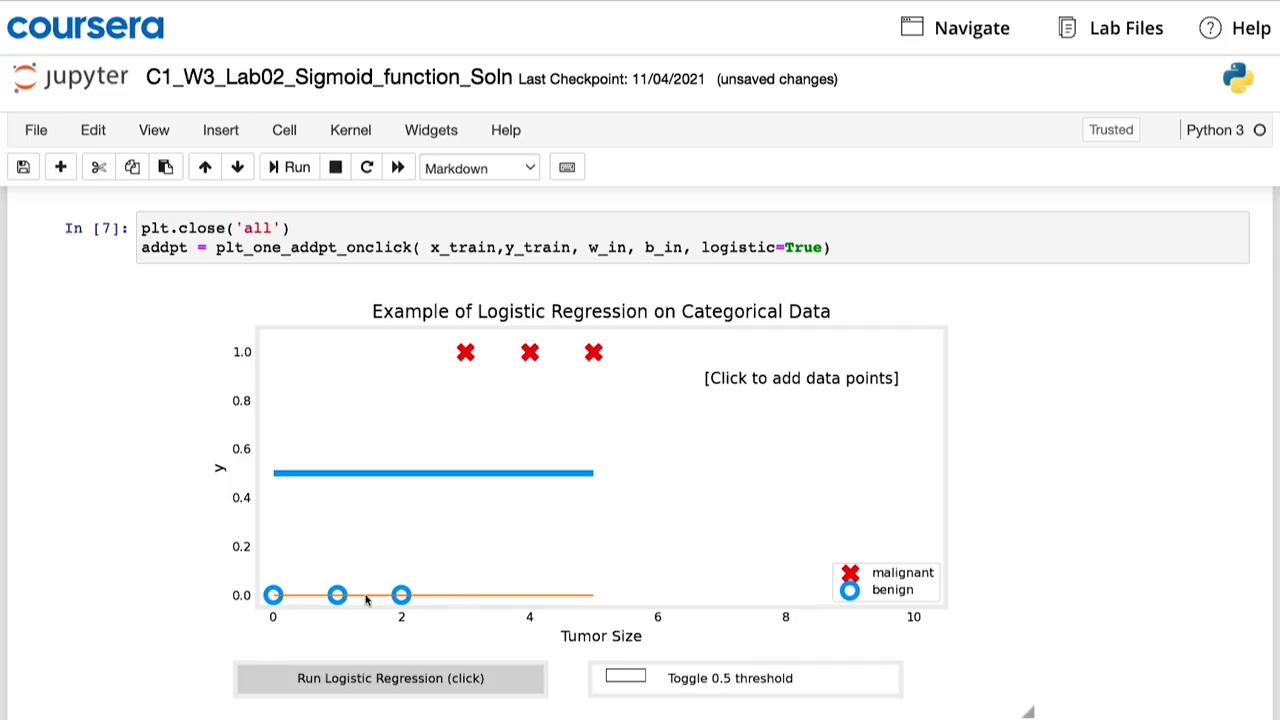 coursera
Navigate
Lab Files
? Help
jupyter C1_W3_Lab02_Sigmoid_function_Soln Last Checkpoint: 11/04/2021 (unsaved changes)
File Edit View Insert Cell Kernel Widgets Help
Trusted
Python 3
Run
Markdown
In [7]: plt.close('all')
addpt = plt_one_addpt_onclick( x_train,y_train, w_in, b_in, logistic=True)
Example of Logistic Regression on Categorical Data
[Click to add data points]
1.0
0.8
0.6
0.4
0.2
0.0
y
malignant
benign
0 2 4 6 8 10
Tumor Size
Run Logistic Regression (click)
Toggle 0.5 threshold